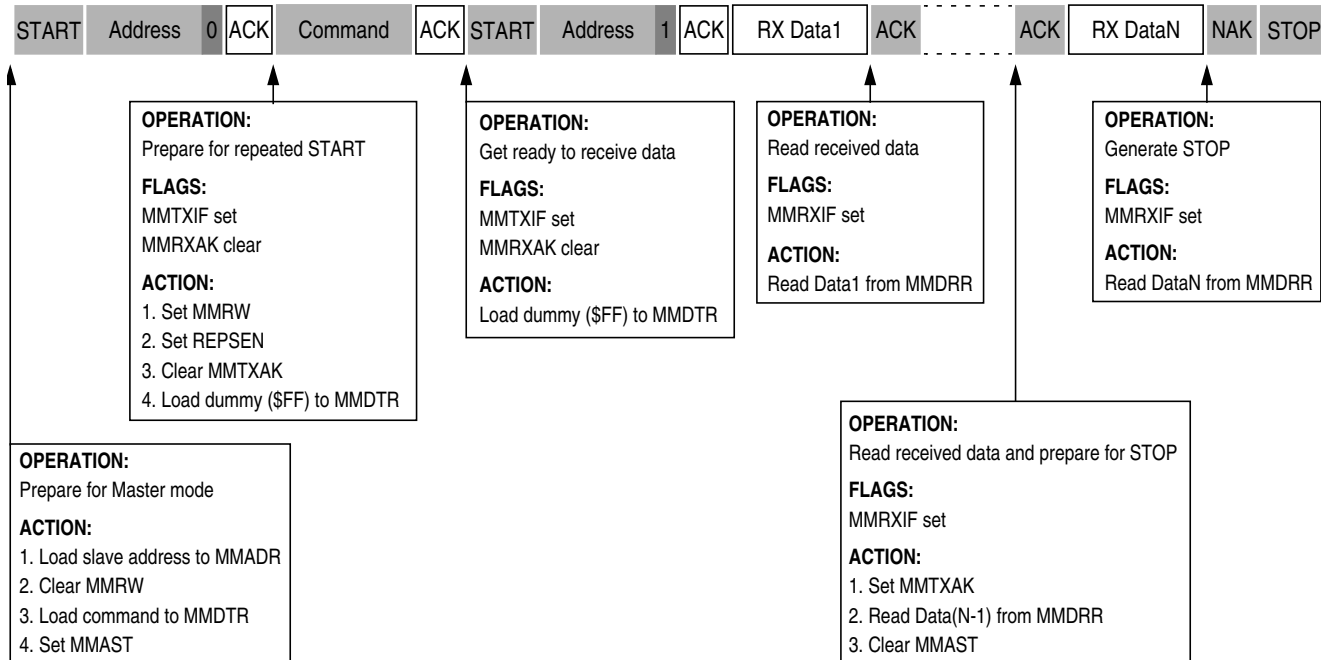 START Address 0 ACK Command ACK START Address 1 ACK RX Data1 ACK ACK RX DataN NAK STOP
OPERATION:
Prepare for repeated START
FLAGS:
MMTXIF set
MMRXAK clear
ACTION:
1. Set MMRW
2. Set REPSEN
3. Clear MMTXAK
4. Load dummy ($FF) to MMDTR
OPERATION:
Get ready to receive data
FLAGS:
MMTXIF set
MMRXAK clear
ACTION:
Load dummy ($FF) to MMDTR
OPERATION:
Read received data
FLAGS:
MMRXIF set
ACTION:
Read Data1 from MMDRR
OPERATION:
Generate STOP
FLAGS:
MMRXIF set
ACTION:
Read DataN from MMDRR
OPERATION:
Prepare for Master mode
ACTION:
1. Load slave address to MMADR
2. Clear MMRW
3. Load command to MMDTR
4. Set MMAST
OPERATION:
Read received data and prepare for STOP
FLAGS:
MMRXIF set
ACTION:
1. Set MMTXAK
2. Read Data(N-1) from MMDRR
3. Clear MMAST